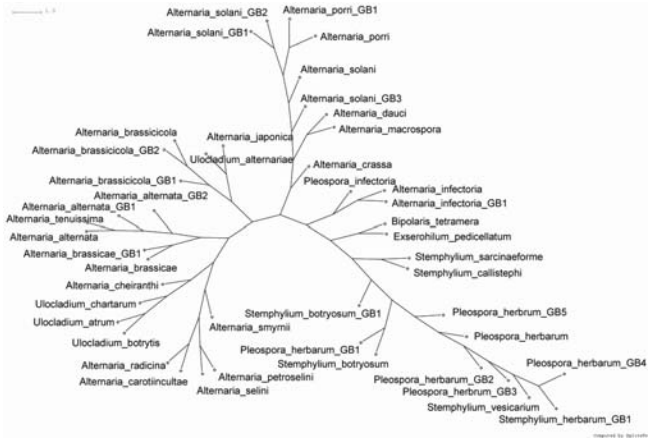 Alternaria_solani_GB2
Alternaria_porri_GB1
Alternaria_solani_GB1
Alternaria_porri
Alternaria_solani
Alternaria_solani_GB3
Alternaria_dauci
Alternaria_macrospora
Alternaria_brassicicola
Alternaria_japonica
Alternaria_brassicicola_GB2
Ulocladium_alternariae
Alternaria_crassa
Alternaria_brassicicola_GB1
Pleospora_infectoria
Alternaria_infectoria
Alternaria_alternata_GB2
Alternaria_infectoria_GB1
Alternaria_alternata_GB1
Alternaria_tenuissima
Bipolaris_tetramera
Alternaria_alternata
Exserohilum_pedicellatum
Alternaria_brassicae_GB1
Stemphylium_sarcinaeforme
Alternaria_brassicae
Stemphylium_callistephi
Alternaria_cheiranthi
Ulocladium_chartarum
Stemphylium_botryosum_GB1
Pleospora_herbrum_GB5
Ulocladium_atrum
Alternaria_smyrnii
Pleospora_herbarum
Ulocladium_botrytis
Pleospora_herbarum_GB1
Stemphylium_botryosum
Pleospora_herbarum_GB4
Alternaria_radicina
Alternaria_petroselini
Pleospora_herbarum_GB2
Alternaria_carotiincultae
Alternaria_selini
Pleospora_herbrum_GB3
Stemphylium_vesicarium
Stemphylium_herbarum_GB1